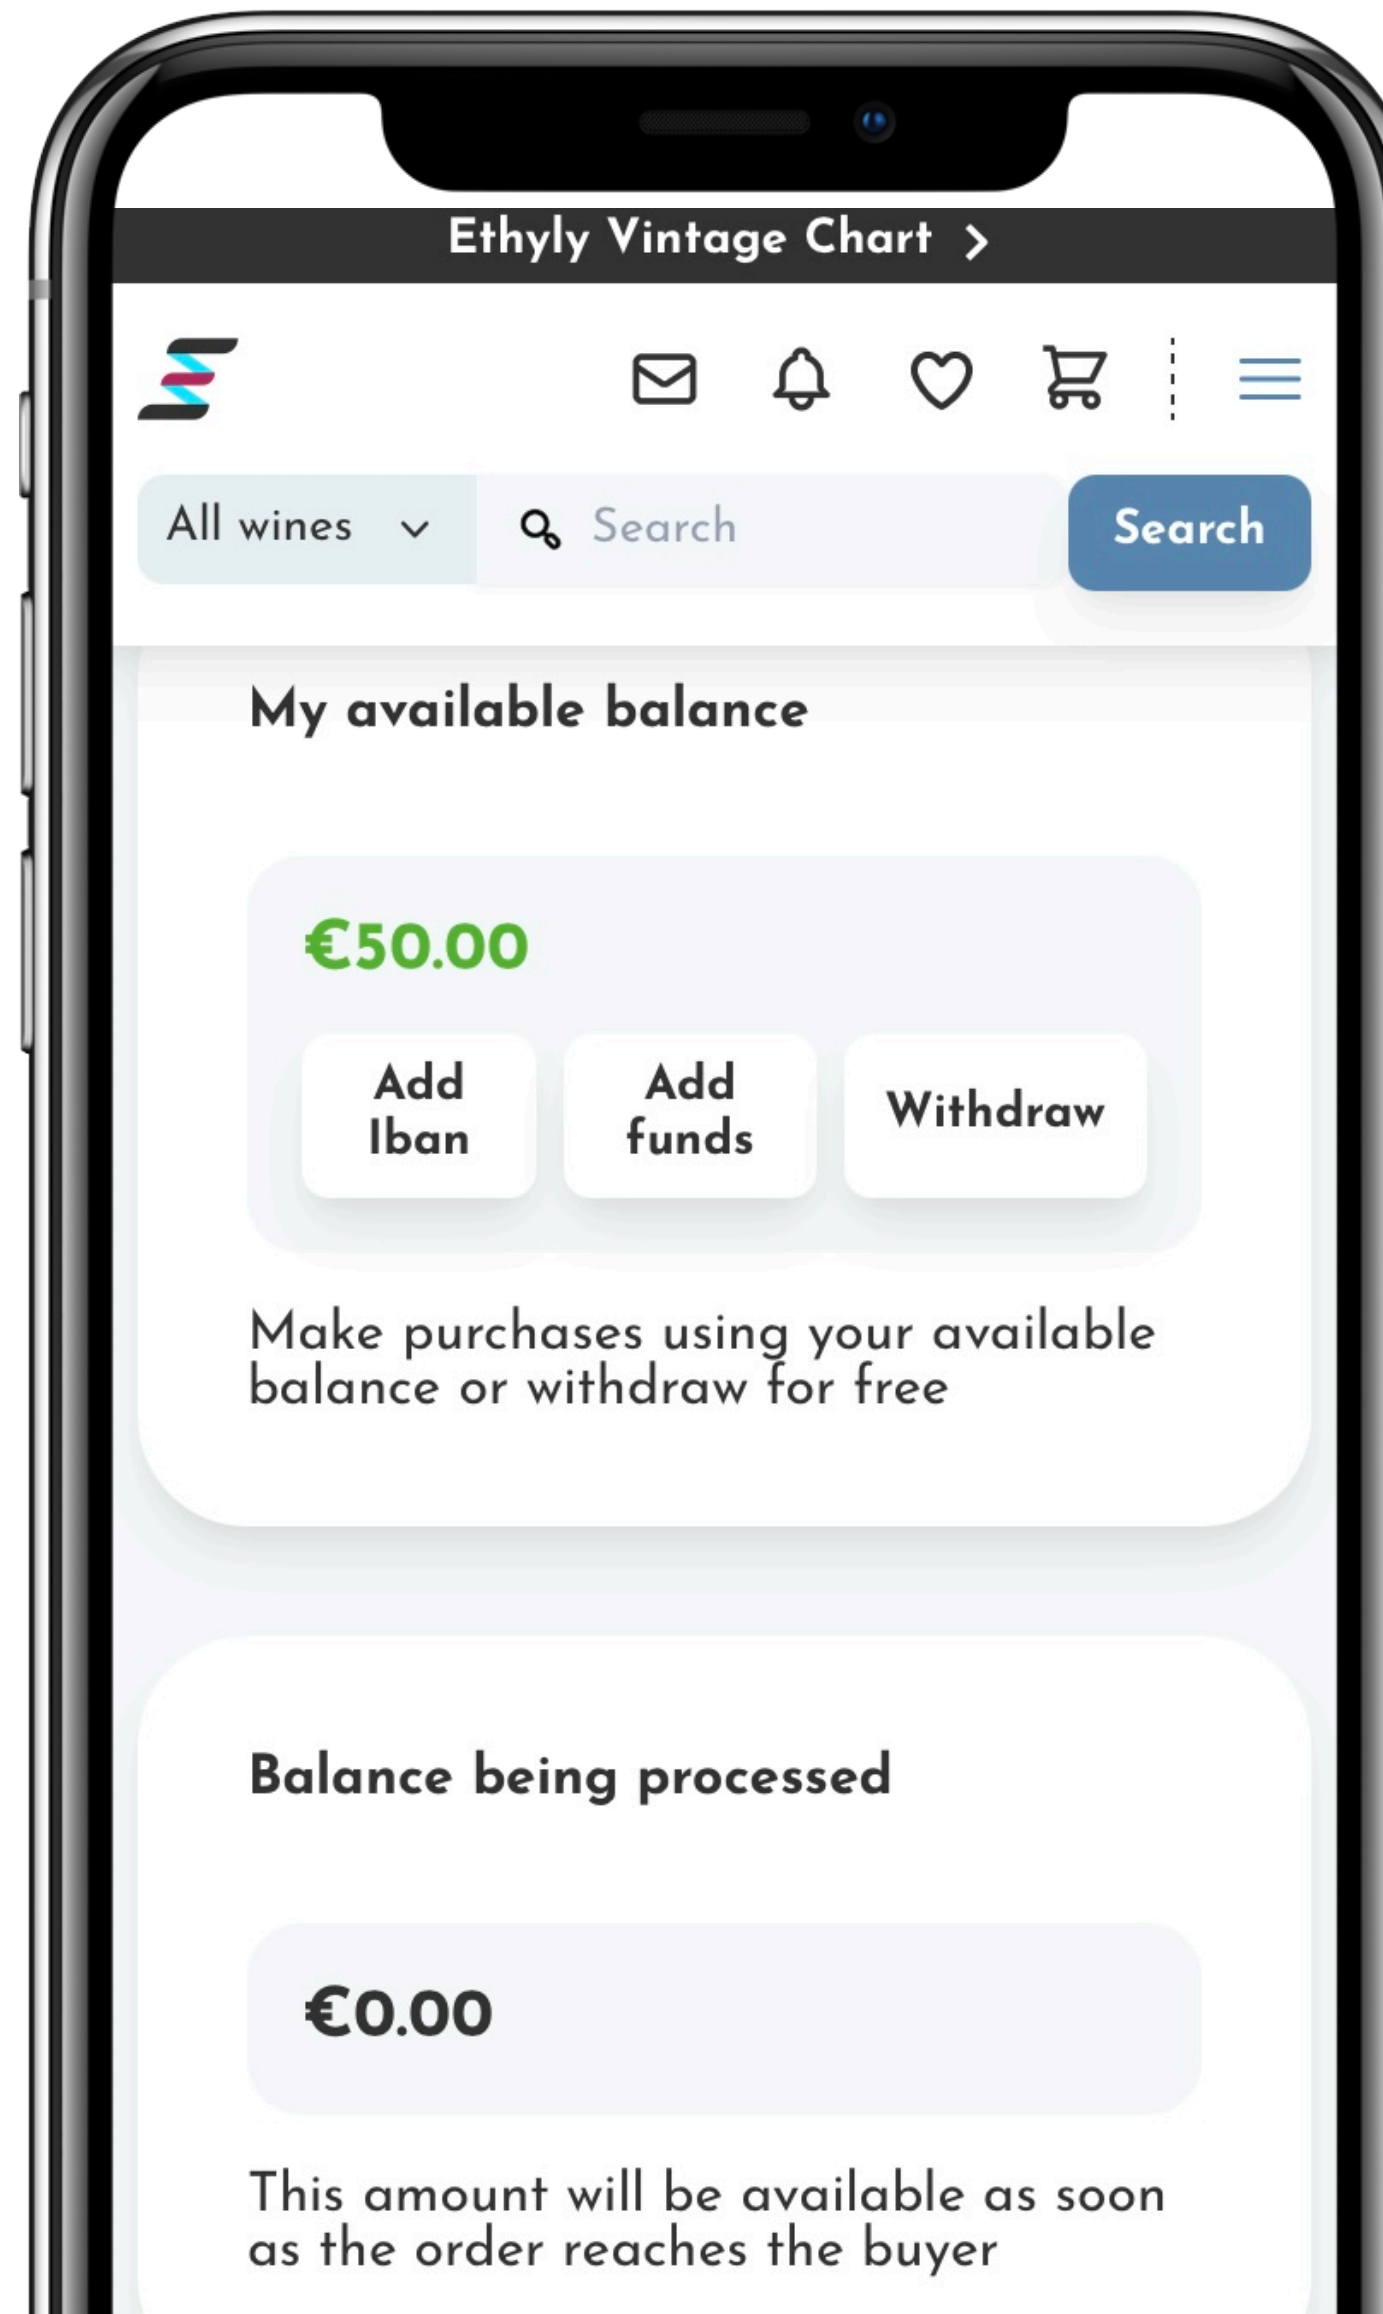 Ethyly Vintage Chart
All wines
Search
Search
My available balance
€50.00
Add
Iban
Add
funds
Withdraw
Make purchases using your available
balance or withdraw for free
Balance being processed
€0.00
This amount will be available as soon
as the order reaches the buyer